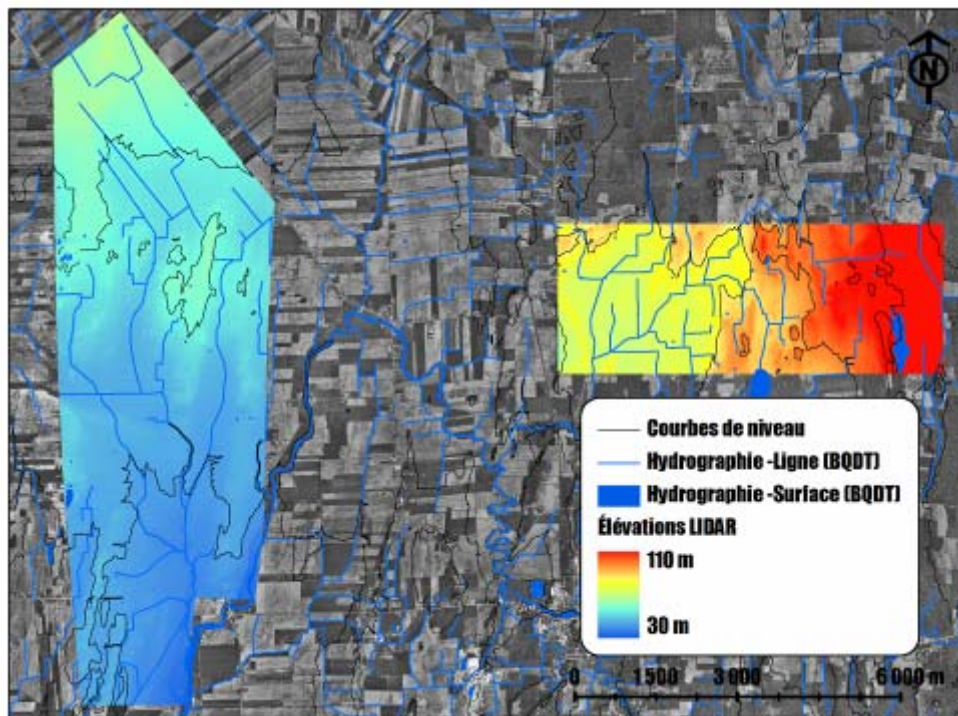 N
Courbes de niveau
Hydrographie -Ligne (BQDT)
Hydrographie -Surface (BQDT)
Élévations LIDAR
110 m
30 m
0 1 500 3 000 6 000 m